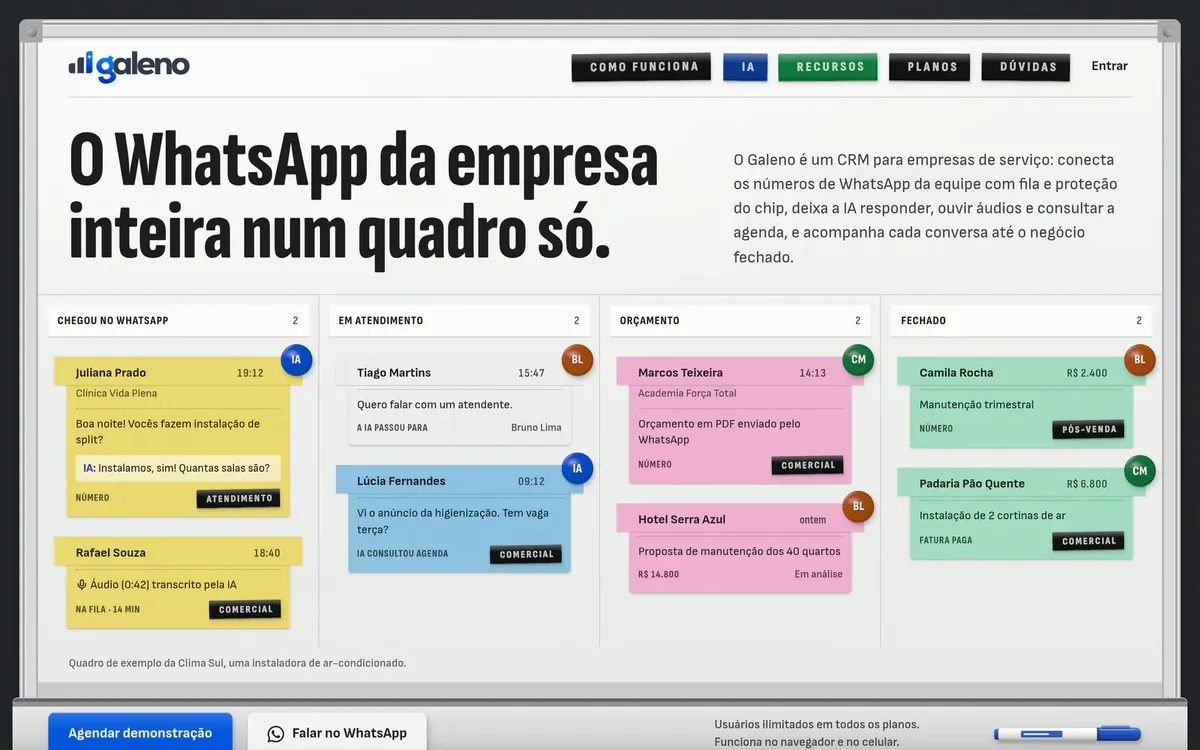 galeno
COMO FUNCIONA
IA
RECURSOS
PLANOS
DÚVIDAS
Entrar
O WhatsApp da empresa
inteira num quadro só.
O Galeno é um CRM para empresas de serviço: conecta
os números de WhatsApp da equipe com fila e proteção
do chip, deixa a IA responder, ouvir áudios e consultar a
agenda, e acompanha cada conversa até o negócio
fechado.
CHEGOU NO WHATSAPP 2
IA
Juliana Prado 19:12
Clínica Vida Plena
Boa noite! Vocês fazem instalação de
split?
IA: Instalamos, sim! Quantas salas são?
NÚMERO ATENDIMENTO
Rafael Souza 18:40
Áudio (0:42) transcrito pela IA
NA FILA · 14 MIN COMERCIAL
EM ATENDIMENTO 2
BL
Tiago Martins 15:47
Quero falar com um atendente.
A IA PASSOU PARA Bruno Lima
IA
Lúcia Fernandes 09:12
Vi o anúncio da higienização. Tem vaga
terça?
IA CONSULTOU AGENDA COMERCIAL
ORÇAMENTO 2
CM
Marcos Teixeira 14:13
Academia Força Total
Orçamento em PDF enviado pelo
WhatsApp
NÚMERO COMERCIAL
BL
Hotel Serra Azul ontem
Proposta de manutenção dos 40 quartos
R$ 14.800 Em análise
FECHADO 2
BL
Camila Rocha R$ 2.400
Manutenção trimestral
NÚMERO PÓS-VENDA
CM
Padaria Pão Quente R$ 6.800
Instalação de 2 cortinas de ar
FATURA PAGA COMERCIAL
Quadro de exemplo da Clima Sul, uma instaladora de ar-condicionado.
Agendar demonstração
Falar no WhatsApp
Usuários ilimitados em todos os planos.
Funciona no navegador e no celular.